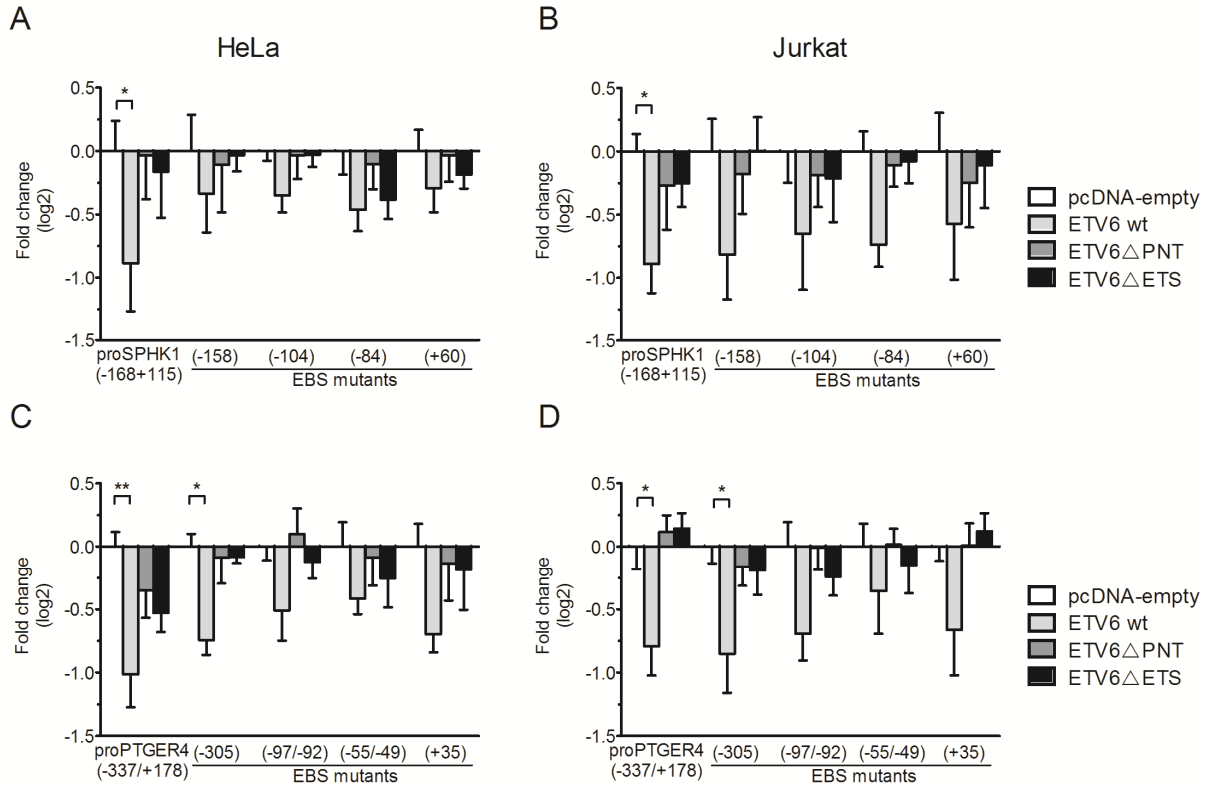 A
HeLa
B
Jurkat
0.5
0.0
-0.5
-1.0
-1.5
Fold change
(log2)
*
proSPHK1
(-168+115)
(-158)
(-104)
(-84)
(+60)
EBS mutants
0.5
0.0
-0.5
-1.0
-1.5
Fold change
(log2)
*
proSPHK1
(-168+115)
(-158)
(-104)
(-84)
(+60)
EBS mutants
pcDNA-empty
ETV6 wt
ETV6△PNT
ETV6△ETS
C
D
0.5
0.0
-0.5
-1.0
-1.5
Fold change
(log2)
**
*
proPTGER4
(-337/+178)
(-305)
(-97/-92)
(-55/-49)
(+35)
EBS mutants
0.5
0.0
-0.5
-1.0
-1.5
Fold change
(log2)
*
*
proPTGER4
(-337/+178)
(-305)
(-97/-92)
(-55/-49)
(+35)
EBS mutants
pcDNA-empty
ETV6 wt
ETV6△PNT
ETV6△ETS